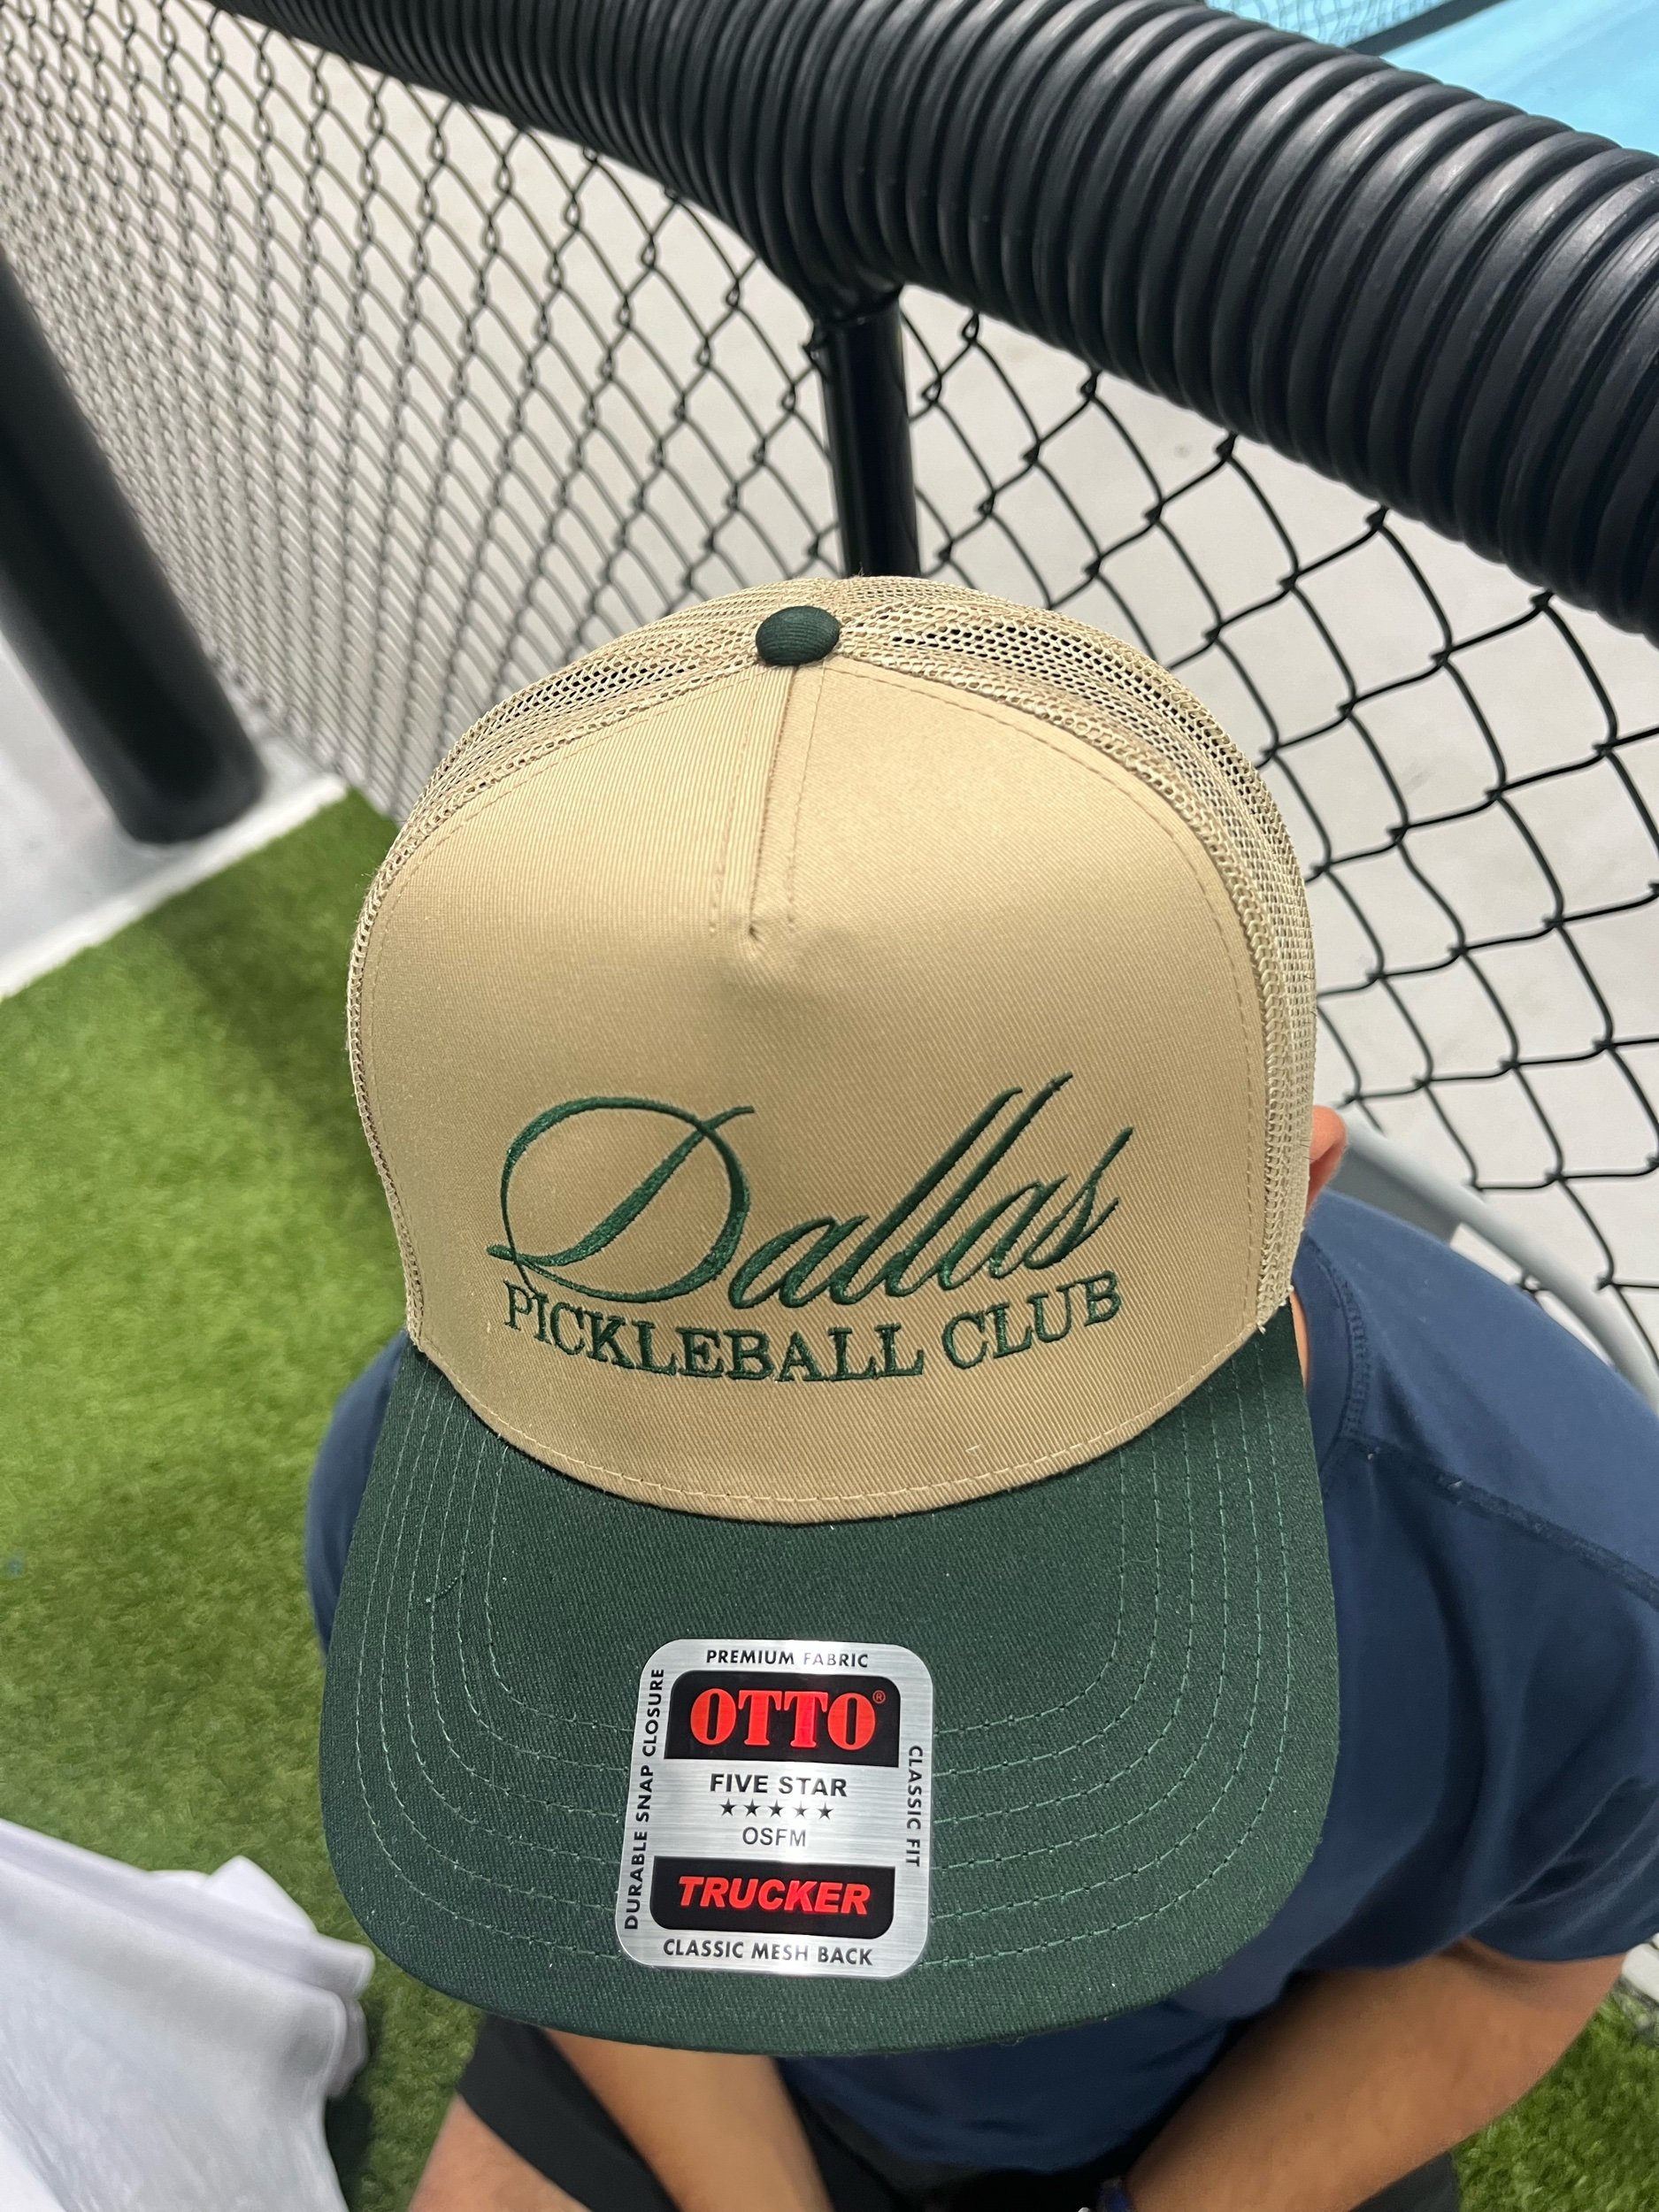 Dallas
PICKLEBALL CLUB
PREMIUM FABRIC
DURABLE SNAP CLOSURE
OTTO®
FIVE STAR
★★★★★
OSFM
TRUCKER
CLASSIC FIT
CLASSIC MESH BACK